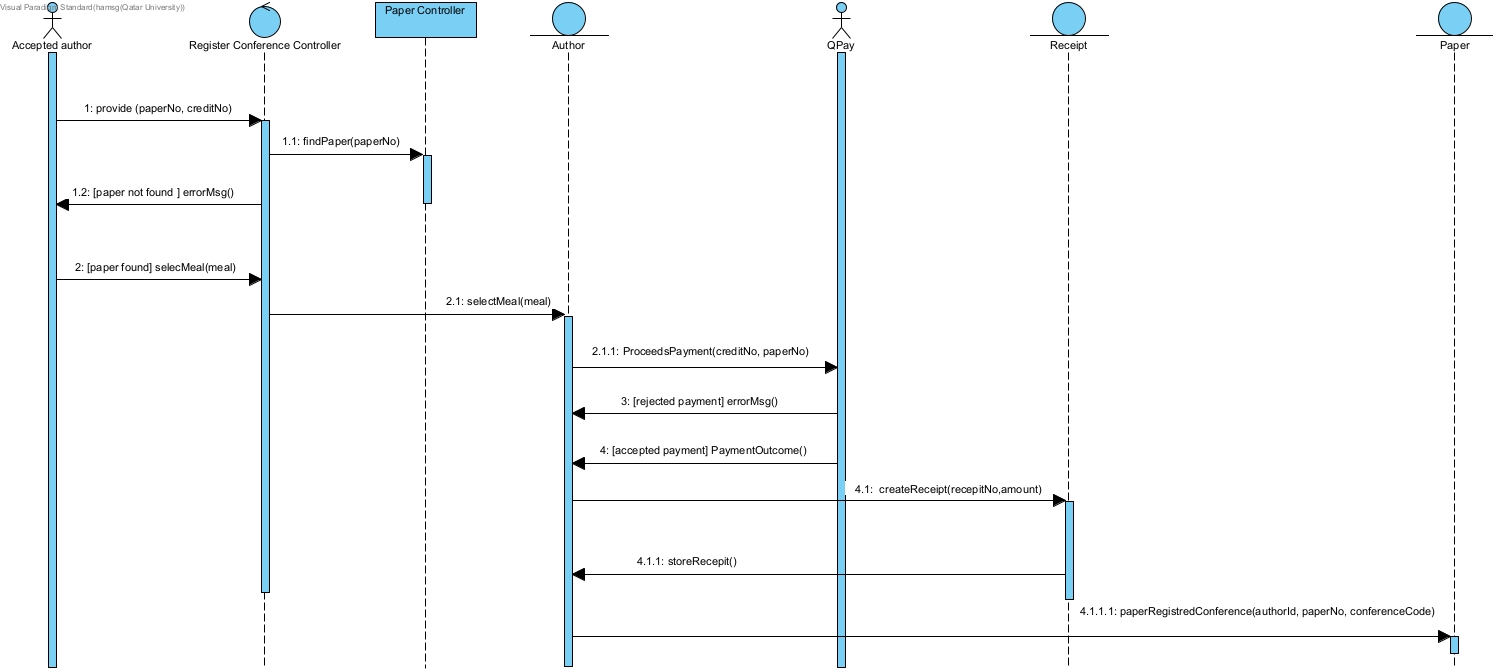 Visual Paradigm Standard(hamsg(Qatar University))
Paper Controller
Accepted author
Register Conference Controller
Author
QPay
Receipt
Paper
1: provide (paperNo, creditNo)
1.1: findPaper(paperNo)
1.2: [paper not found ] errorMsg()
2: [paper found] selecMeal(meal)
2.1: selectMeal(meal)
2.1.1: ProceedsPayment(creditNo, paperNo)
3: [rejected payment] errorMsg()
4: [accepted payment] PaymentOutcome()
4.1:  createReceipt(recepitNo,amount)
4.1.1: storeRecepit()
4.1.1.1: paperRegistredConference(authorId, paperNo, conferenceCode)